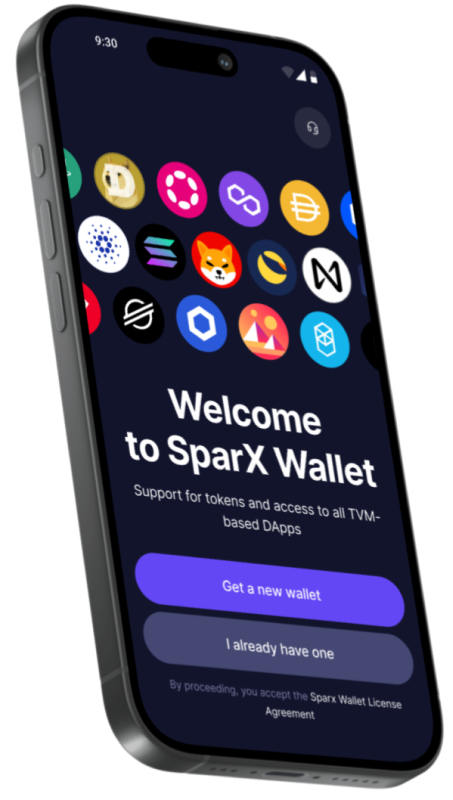 9:30
Welcome
to SparX Wallet
Support for tokens and access to all TVM-
based DApps
Get a new wallet
I already have one
By proceeding, you accept the Sparx Wallet License
Agreement